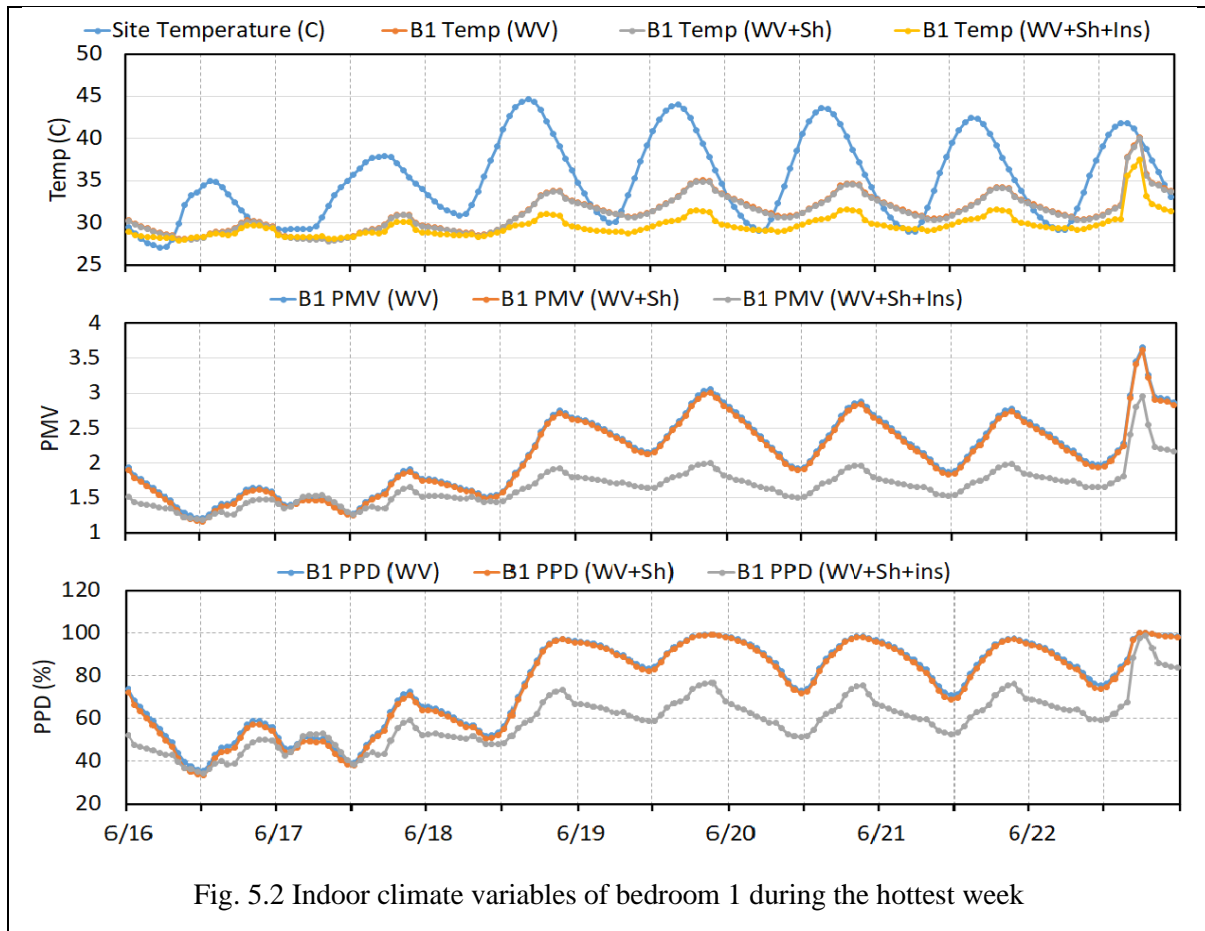 Site Temperature (C) B1 Temp (WV) B1 Temp (WV+Sh) B1 Temp (WV+Sh+Ins)
50
45
40
35
30
25
Temp (C)
B1 PMV (WV) B1 PMV (WV+Sh) B1 PMV (WV+Sh+Ins)
4
3.5
3
2.5
2
1.5
1
PMV
B1 PPD (WV) B1 PPD (WV+Sh) B1 PPD (WV+Sh+ins)
120
100
80
60
40
20
PPD (%)
6/16 6/17 6/18 6/19 6/20 6/21 6/22
Fig. 5.2 Indoor climate variables of bedroom 1 during the hottest week